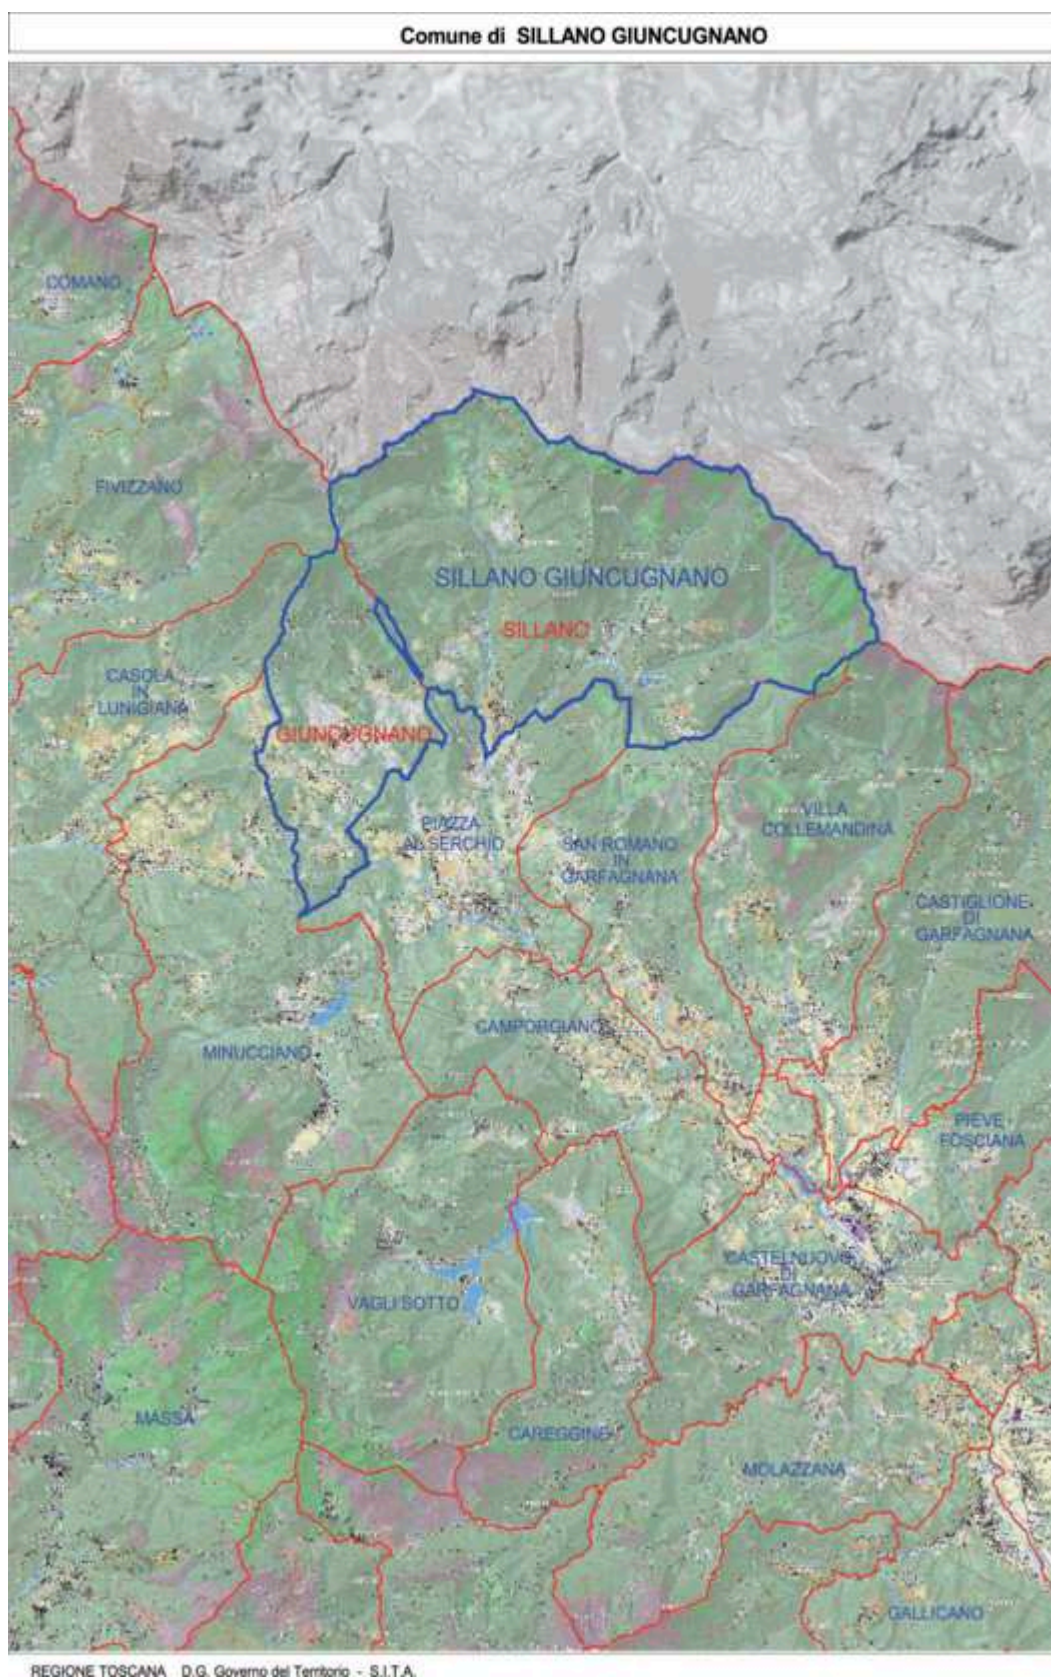 Comune di SILLANO GIUNCUGNANO
COMANO
FIVIZZANO
SILLANO GIUNCUGNANO
SILLANO
CASOLA
IN
LUNIGIANA
GIUNCUGNANO
PIAZZA
AL SERCHIO
SAN ROMANO
IN
GARFAGNANA
VILLA
COLLEMANDINA
CASTIGLIONE
DI
GARFAGNANA
CAMPORGIANO
MINUCCIANO
PIEVE
FOSCIANA
CASTELNUOVO
DI
GARFAGNANA
VAGLI SOTTO
MASSA
CAREGGINE
MOLAZZANA
GALLICANO
REGIONE TOSCANA D.G. Governo del Territorio - S.I.T.A.